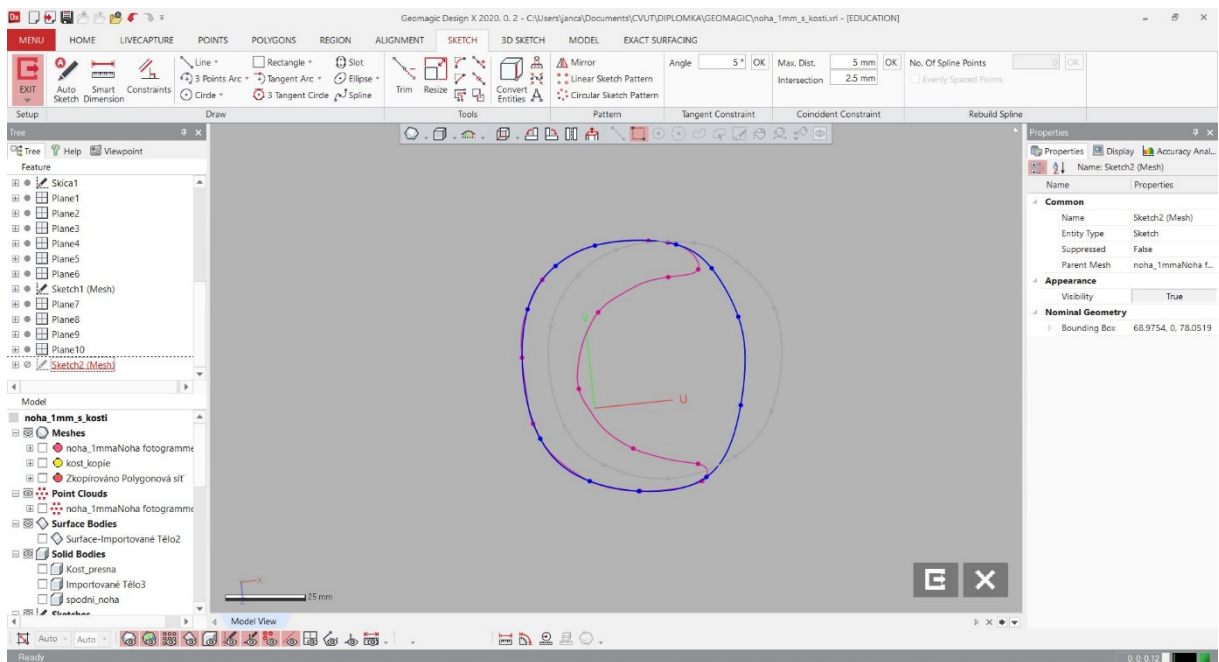 Geomagic Design X 2020. 0. 2 - C:\Users\janca\Documents\CVUT\DIPLOMKA\GEOMAGIC\noha_1mm_s_kosti.xrl - [EDUCATION]
MENU HOME LIVECAPTURE POINTS POLYGONS REGION ALIGNMENT SKETCH 3D SKETCH MODEL EXACT SURFACING
Line Rectangle Slot Mirror Angle 5° OK Max. Dist. 5 mm OK No. Of Spline Points 0 OK
3 Points Arc Tangent Arc Ellipse Linear Sketch Pattern Intersection 2.5 mm Evenly Spaced Points
Circle 3 Tangent Circle Spline Circular Sketch Pattern
EXIT Auto Sketch Smart Dimension Constraints Trim Resize Convert Entities
Setup Draw Tools Pattern Tangent Constraint Coincident Constraint Rebuild Spline
Tree
Tree Help Viewpoint
Feature
Skica1
Plane1
Plane2
Plane3
Plane4
Plane5
Plane6
Sketch1 (Mesh)
Plane7
Plane8
Plane9
Plane10
Sketch2 (Mesh)
Model
noha_1mm_s_kosti
Meshes
noha_1mmaNoha fotogramme
kost_kopie
Zkopírováno Polygonová síť
Point Clouds
noha_1mmaNoha fotogramme
Surface Bodies
Surface-Importované Tělo2
Solid Bodies
Kost_presna
Importované Tělo3
spodni_noha
Sketches
V
U
X
25 mm
Model View
Properties
Properties Display Accuracy Anal...
Name: Sketch2 (Mesh)
Name Properties
Common
Name Sketch2 (Mesh)
Entity Type Sketch
Suppressed False
Parent Mesh noha_1mmaNoha f...
Appearance
Visibility True
Nominal Geometry
Bounding Box 68.9754, 0, 78.0519
Auto Auto
Ready
0:0:0.12